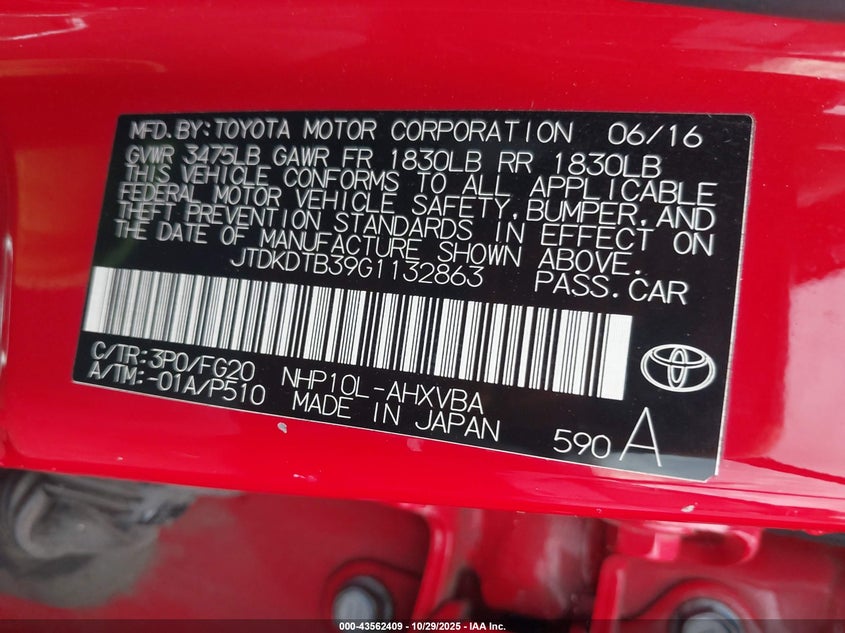 MFD.BY:TOYOTA MOTOR CORPORATION 06/16
GVWR 3475LB GAWR FR 1830LB RR 1830LB
THIS VEHICLE CONFORMS TO ALL APPLICABLE
FEDERAL MOTOR VEHICLE SAFETY,BUMPER,AND
THEFT PREVENTION STANDARDS IN EFFECT ON
THE DATE OF MANUFACTURE SHOWN ABOVE.
JTDKDTB39G1132863 PASS.CAR
C/TR:3P0/FG20 NHP10L-AHXVBA
A/TM:-01A/P510 MADE IN JAPAN
590 A
000-43562409 - 10/29/2025 - IAA Inc.